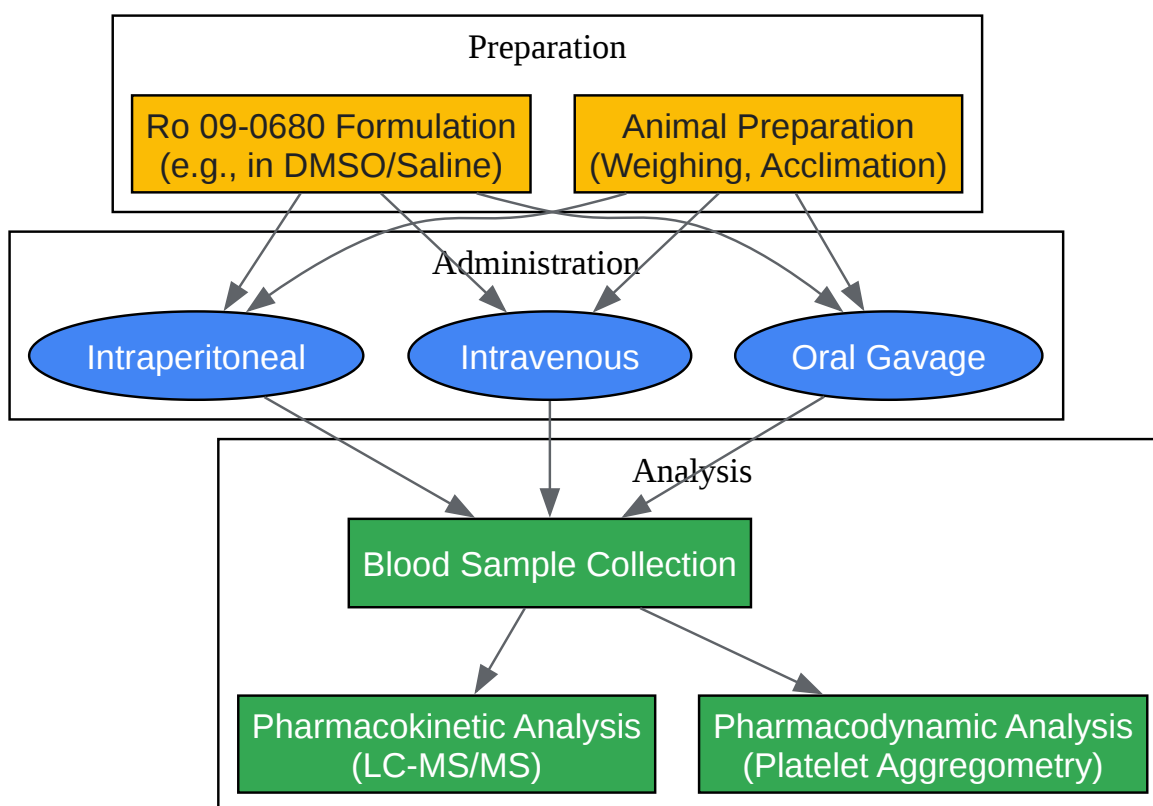 Preparation
Ro 09-0680 Formulation
(e.g., in DMSO/Saline)
Animal Preparation
(Weighing, Acclimation)
Administration
Intraperitoneal
Intravenous
Oral Gavage
Analysis
Blood Sample Collection
Pharmacokinetic Analysis
(LC-MS/MS)
Pharmacodynamic Analysis
(Platelet Aggregometry)